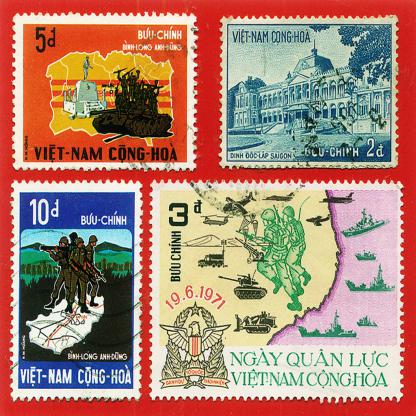 5đ
BƯU-CHÍNH
BÌNH-LONG ANH-DŨNG
VIỆT-NAM CỘNG-HÒA
VIỆT-NAM CỘNG-HÒA
DINH ĐỘC-LẬP SAIGON
BƯU-CHÍNH 2đ
10đ
BƯU-CHÍNH
BÌNH-LONG ANH-DŨNG
VIỆT-NAM CỘNG-HÒA
3đ
BƯU CHÍNH
19.6.1971
NGÀY QUÂN LỰC
VIỆT NAM CỘNG HÒA